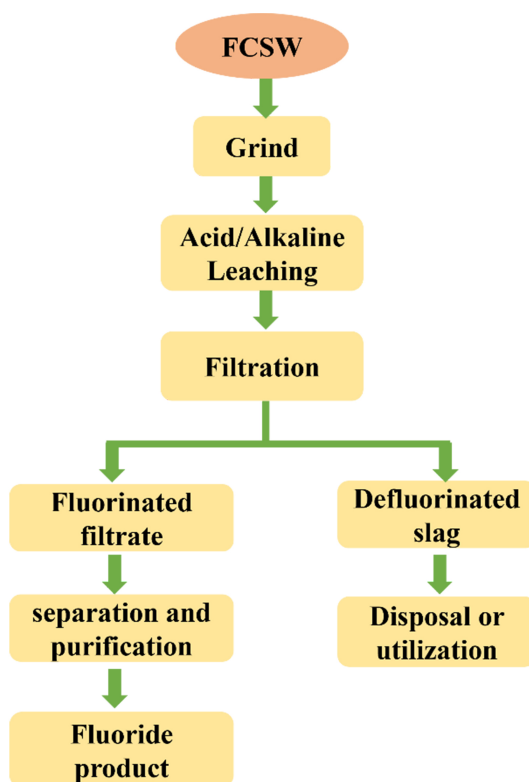 FCSW
Grind
Acid/Alkaline
Leaching
Filtration
Fluorinated
filtrate
Defluorinated
slag
separation and
purification
Disposal or
utilization
Fluoride
product